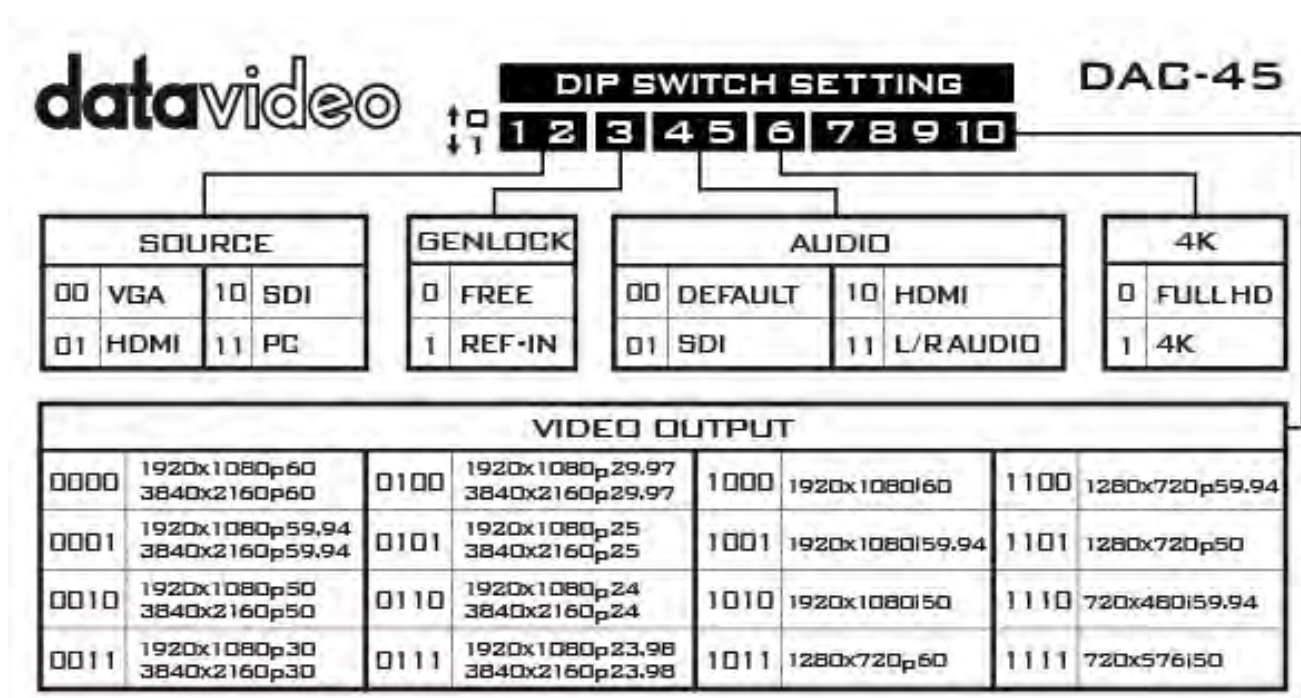 datavideo
DIP SWITCH SETTING
DAC-45
↑0
↓1
1 2 3 4 5 6 7 8 9 10
SOURCE
00 VGA 10 SDI
01 HDMI 11 PC
GENLOCK
0 FREE
1 REF-IN
AUDIO
00 DEFAULT 10 HDMI
01 SDI 11 L/R AUDIO
4K
0 FULL HD
1 4K
VIDEO OUTPUT
0000 1920x1080p60
3840x2160p60
0100 1920x1080p29.97
3840x2160p29.97
1000 1920x1080i60
1100 1280x720p59.94
0001 1920x1080p59.94
3840x2160p59.94
0101 1920x1080p25
3840x2160p25
1001 1920x1080i59.94
1101 1280x720p50
0010 1920x1080p50
3840x2160p50
0110 1920x1080p24
3840x2160p24
1010 1920x1080i50
1110 720x480i59.94
0011 1920x1080p30
3840x2160p30
0111 1920x1080p23.98
3840x2160p23.98
1011 1280x720p60
1111 720x576i50